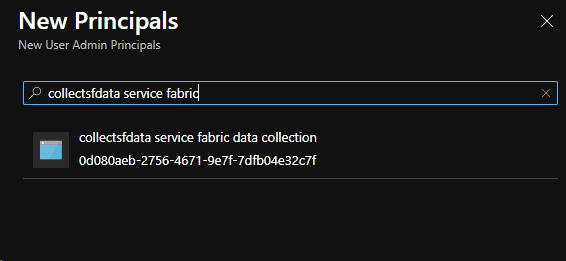 New Principals
New User Admin Principals
collectsfdata service fabric
collectsfdata service fabric data collection
0d080aeb-2756-4671-9e7f-7dfb04e32c7f